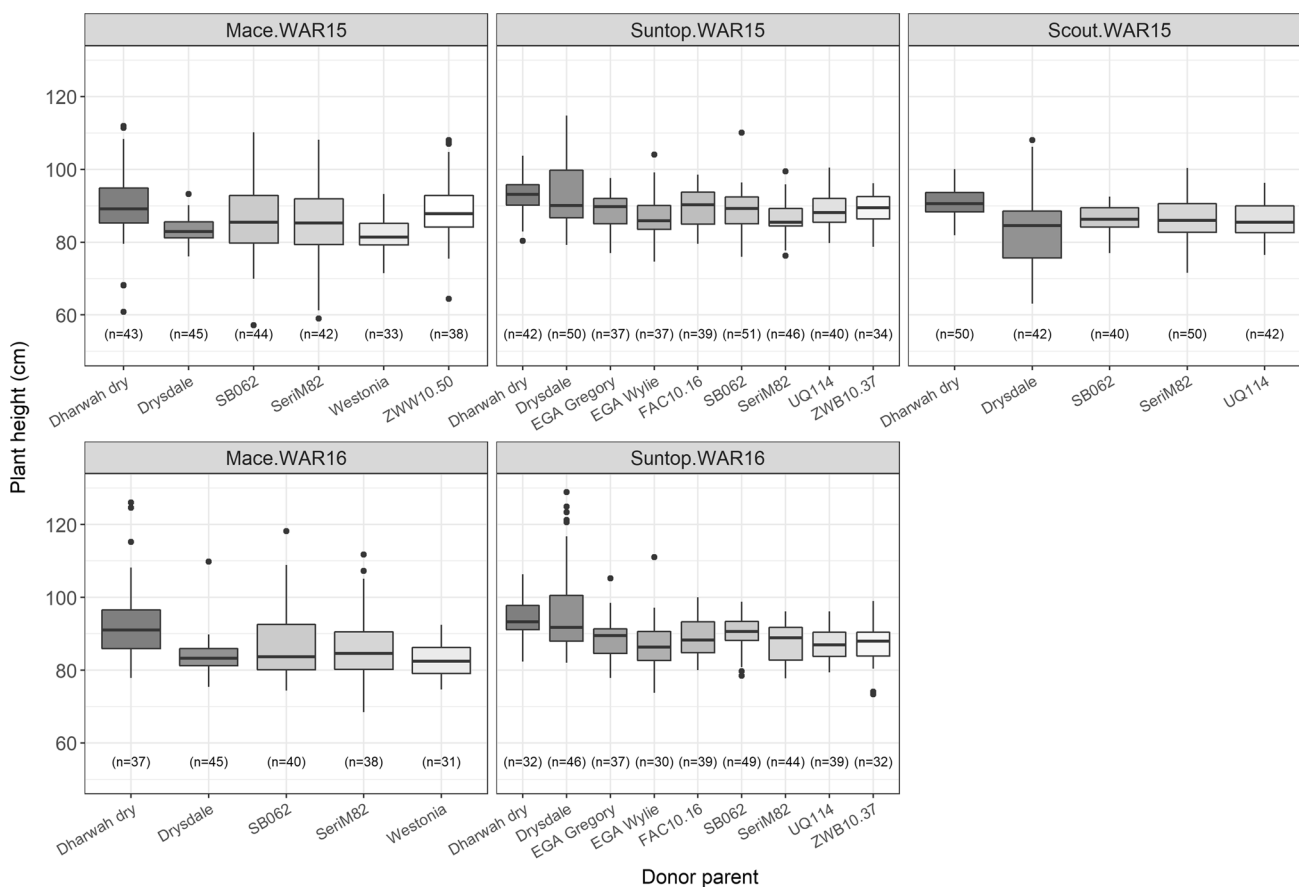 Mace.WAR15 Suntop.WAR15 Scout.WAR15
120
100
80
60
(n=43) (n=45) (n=44) (n=42) (n=33) (n=38) (n=42) (n=50) (n=37) (n=37) (n=39) (n=51) (n=46) (n=40) (n=34) (n=50) (n=42) (n=40) (n=50) (n=42)
Dharwah dry Drysdale SB062 SeriM82 Westonia ZWW10.50 Dharwah dry Drysdale EGA Gregory EGA Wylie FAC10.16 SB062 SeriM82 UQ114 ZWB10.37 Dharwah dry Drysdale SB062 SeriM82 UQ114
Plant height (cm)
Mace.WAR16 Suntop.WAR16
120
100
80
60
(n=37) (n=45) (n=40) (n=38) (n=31) (n=32) (n=46) (n=37) (n=30) (n=39) (n=49) (n=44) (n=39) (n=32)
Dharwah dry Drysdale SB062 SeriM82 Westonia Dharwah dry Drysdale EGA Gregory EGA Wylie FAC10.16 SB062 SeriM82 UQ114 ZWB10.37
Donor parent